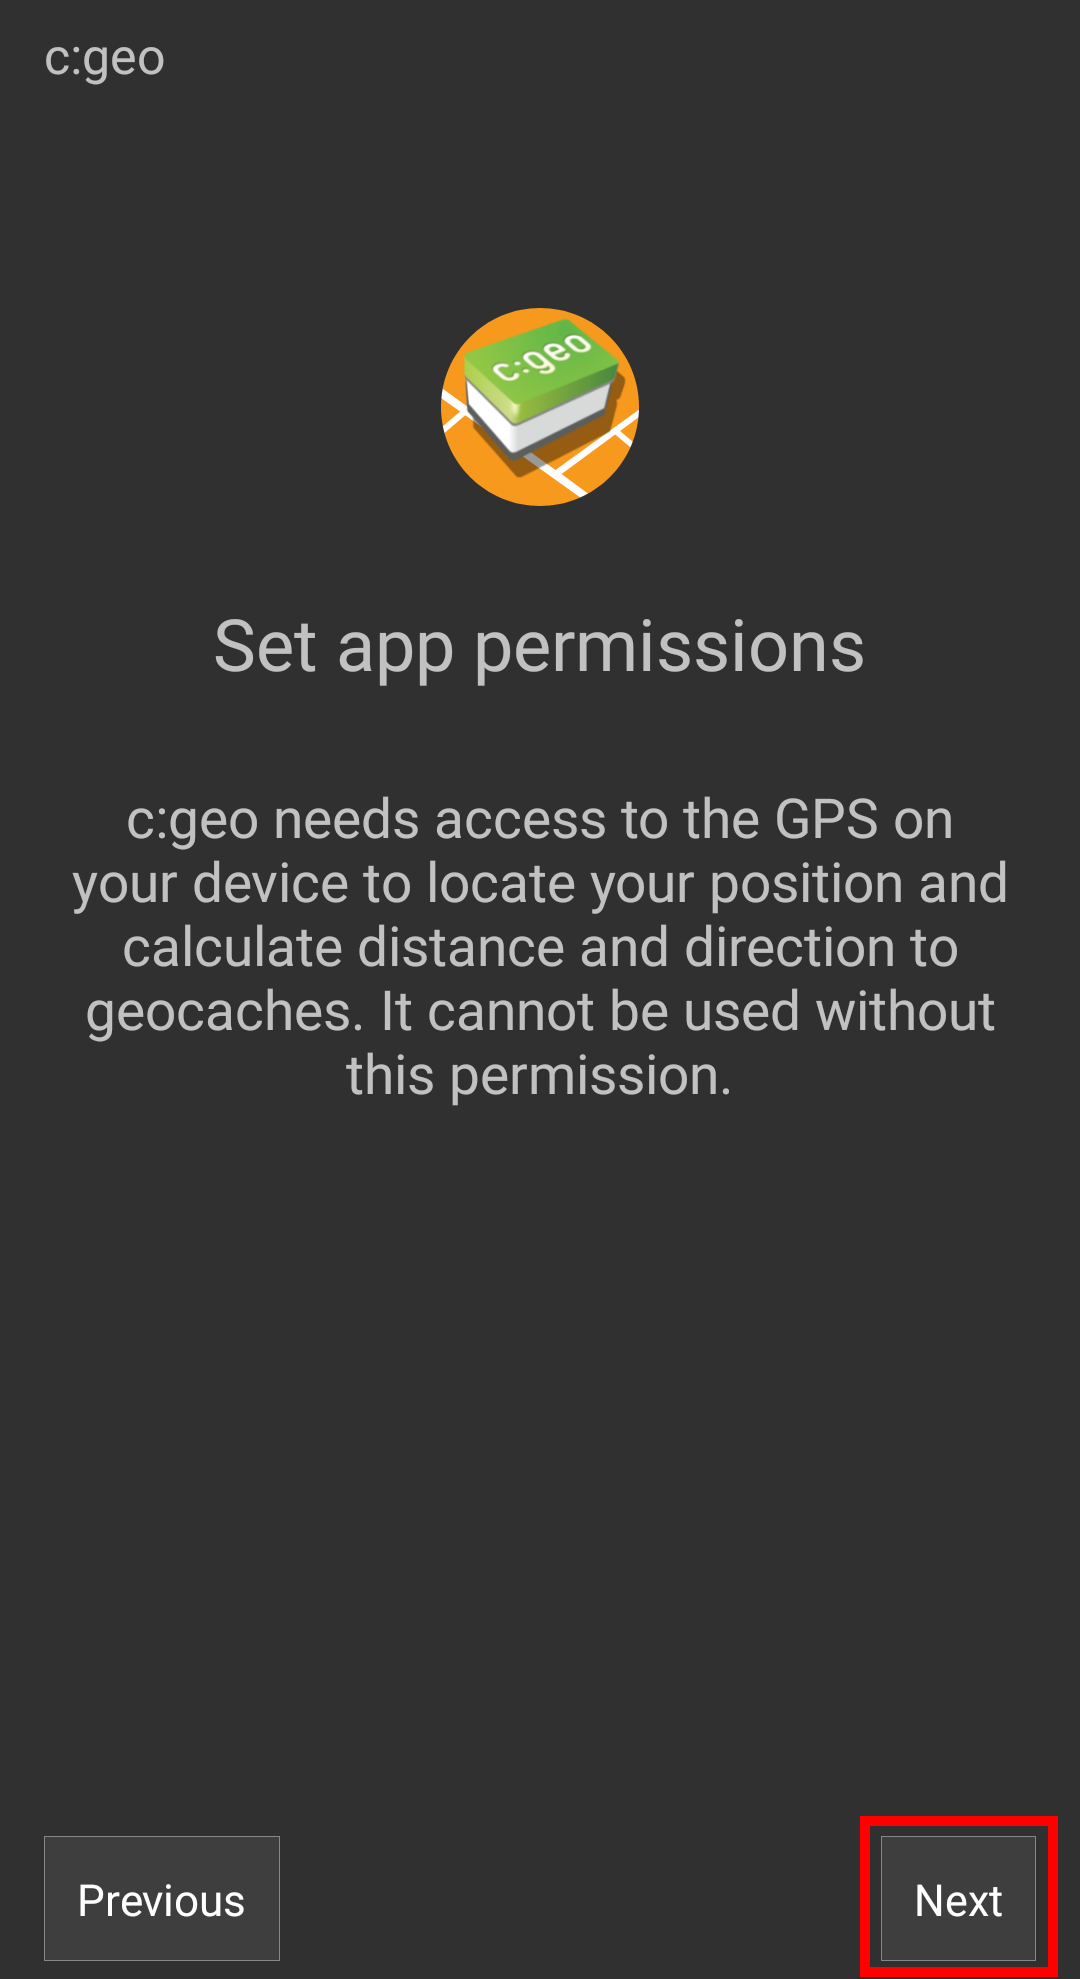 c:geo
c:geo
Set app permissions
c:geo needs access to the GPS on
your device to locate your position and
calculate distance and direction to
geocaches. It cannot be used without
this permission.
Previous
Next